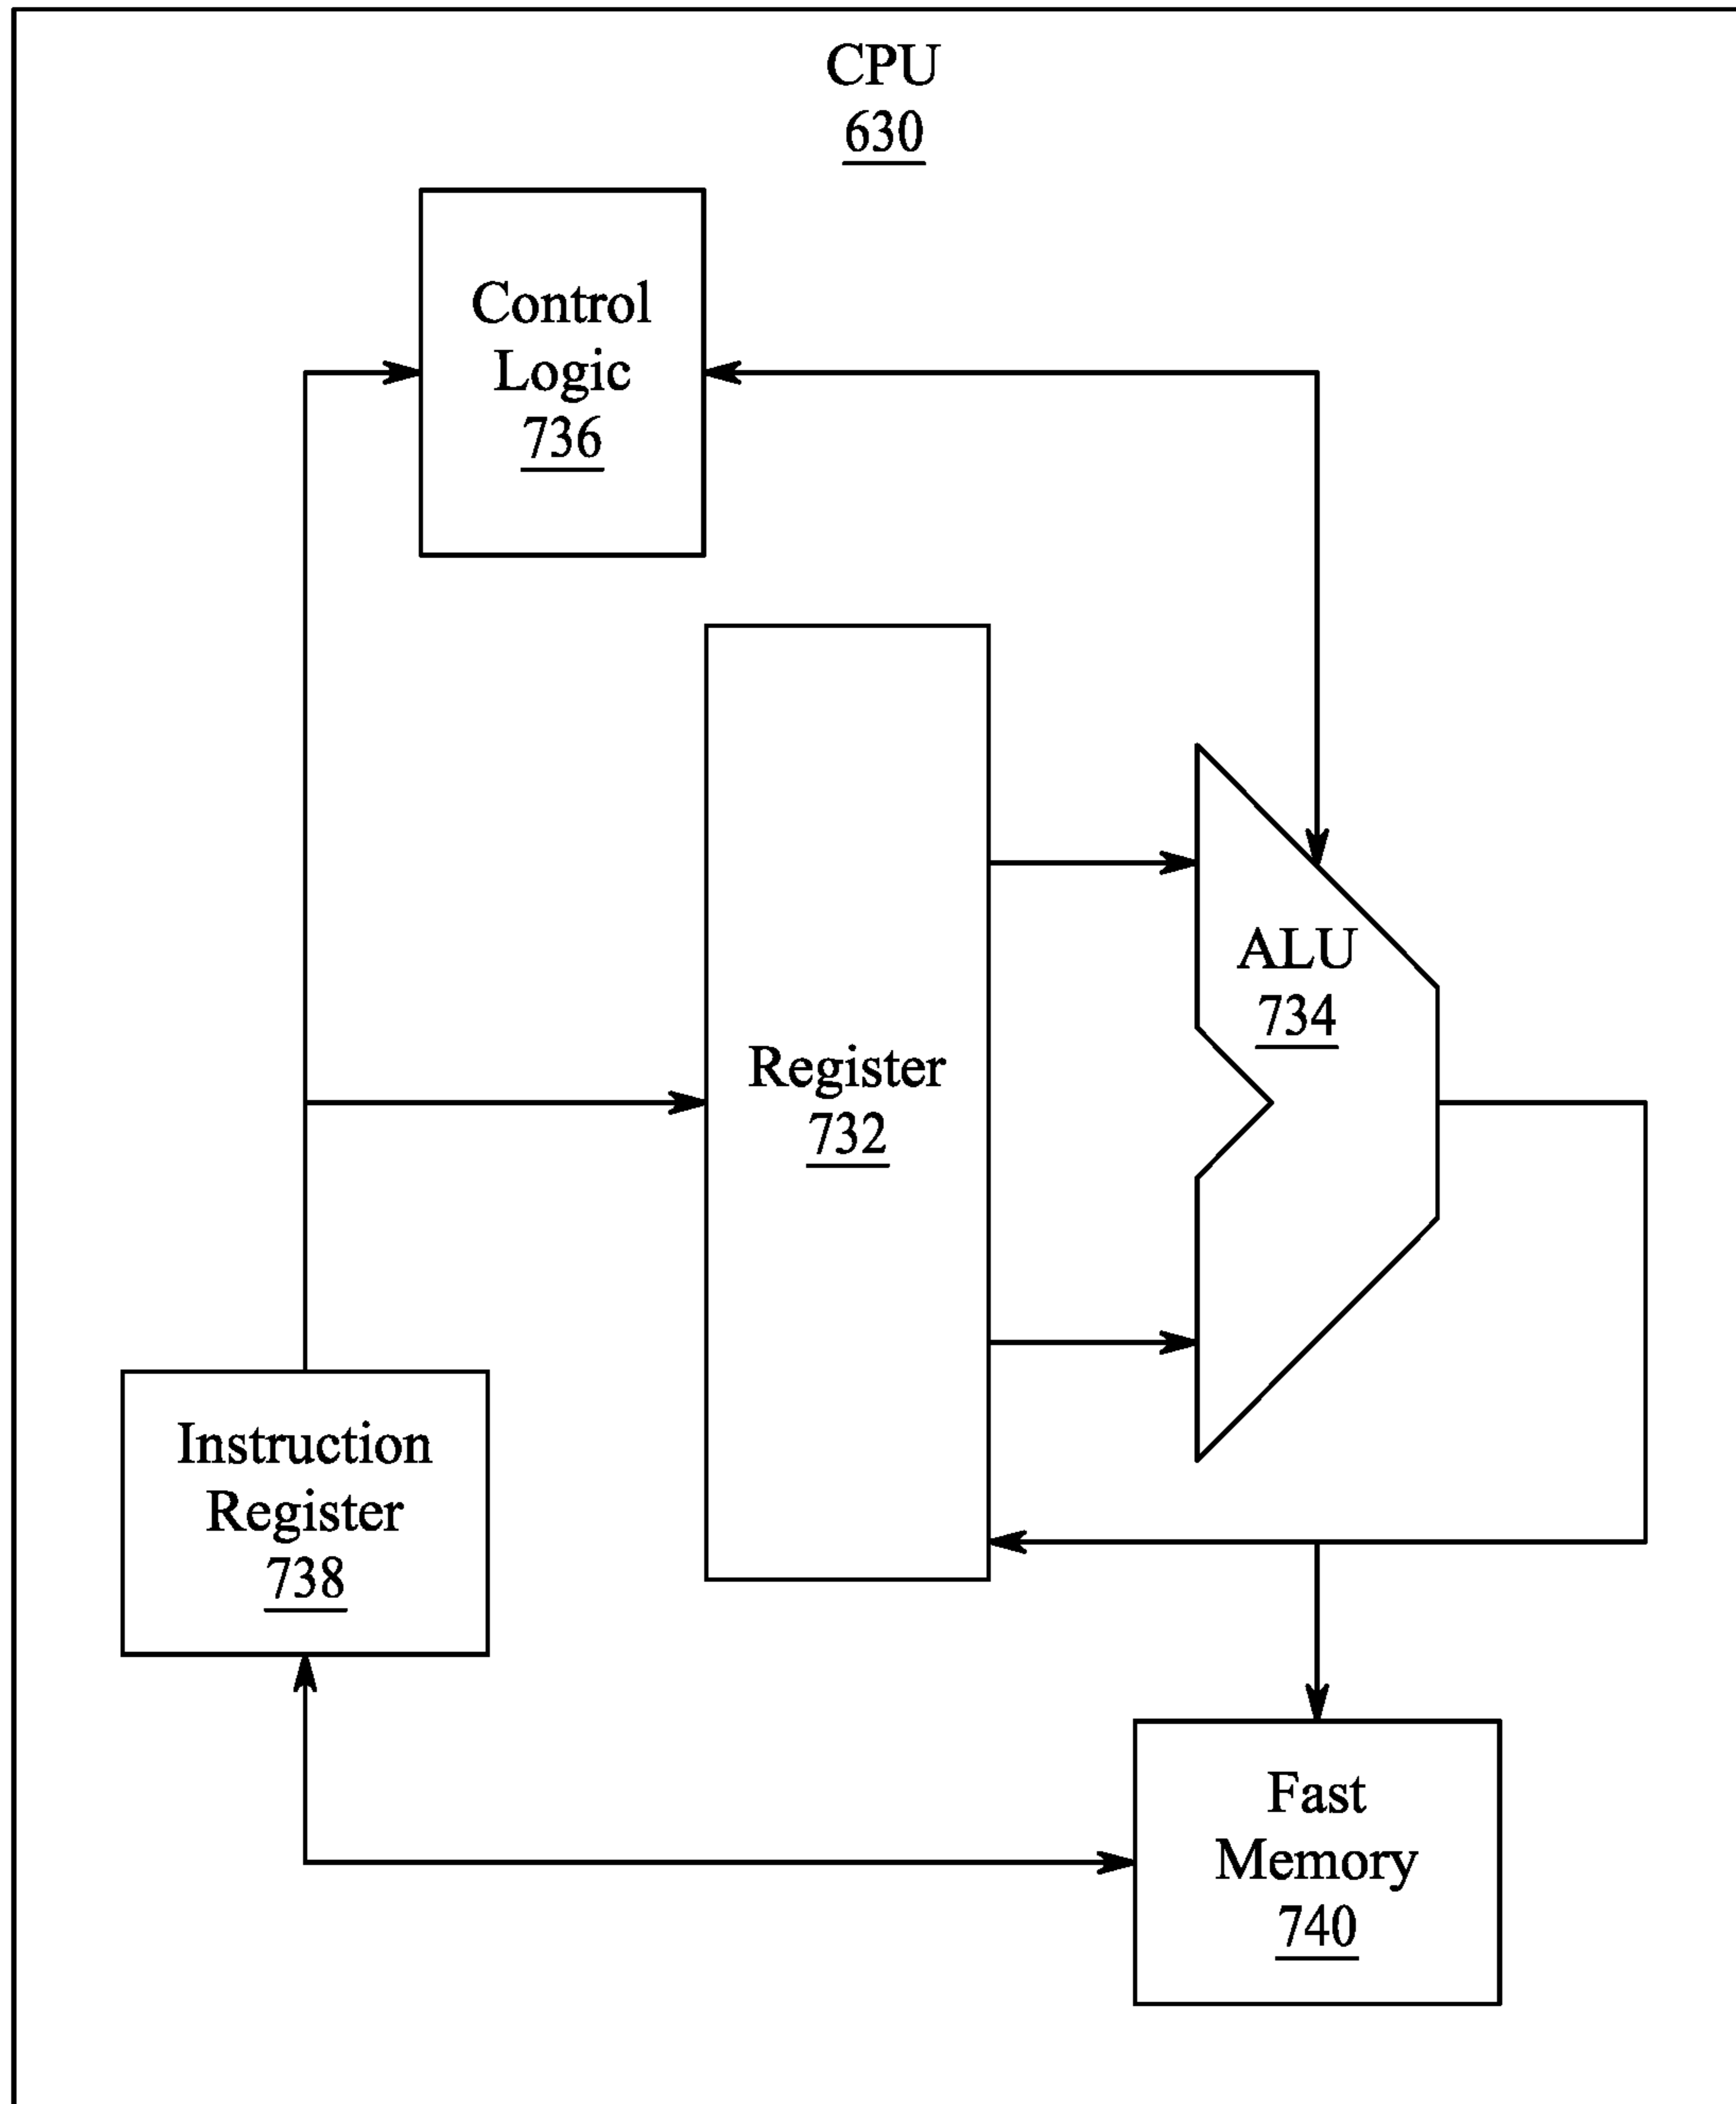 CPU
630
Control
Logic
736
ALU
734
Register
732
Instruction
Register
738
Fast
Memory
740